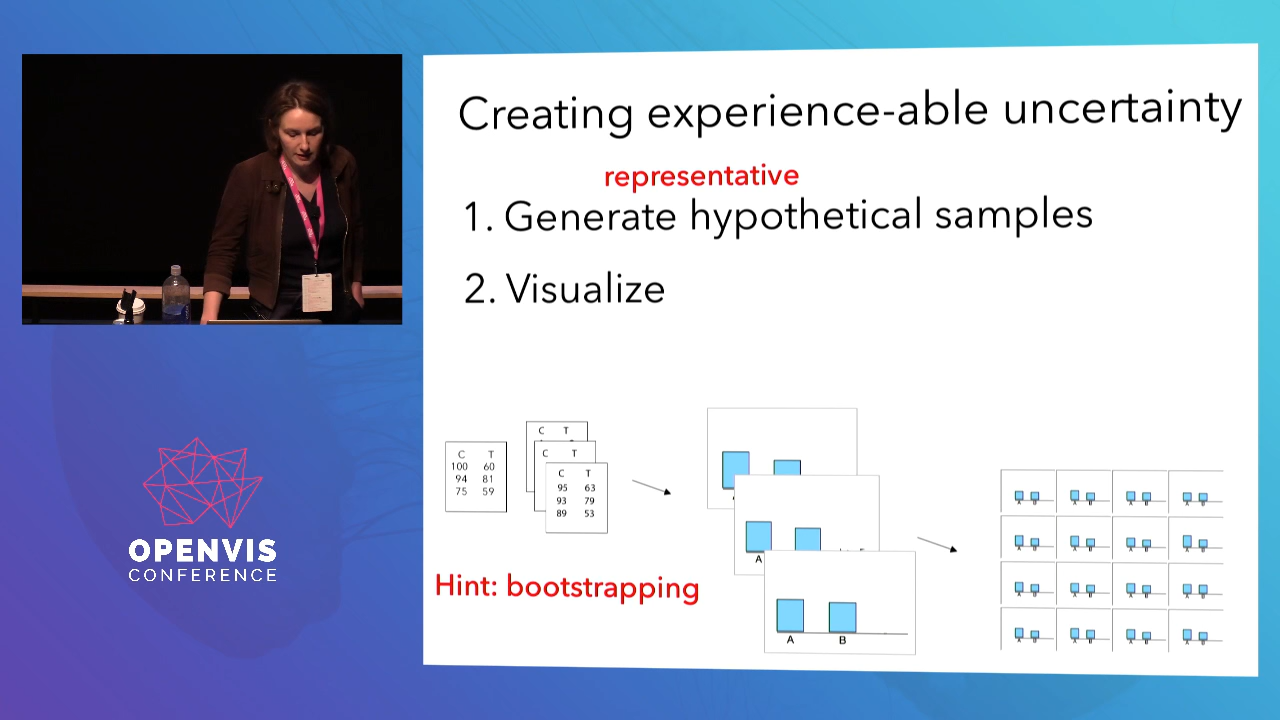 Creating experience-able uncertainty
representative
1. Generate hypothetical samples
2. Visualize
C T
100 60
94 81
75 59
C T
C T
C T
95 63
93 79
89 53
Hint: bootstrapping
A
A B
OPENVIS
CONFERENCE